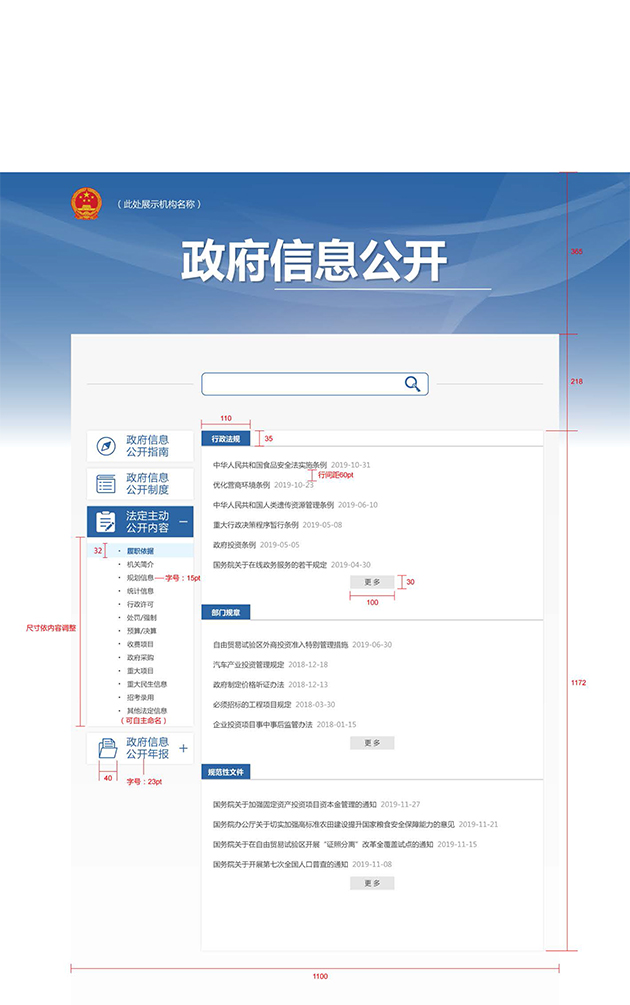 （此处展示机构名称）
政府信息公开
365
218
110
35
行政法规
政府信息
公开指南
中华人民共和国食品安全法实施条例 2019-10-31
行间距60pt
优化营商环境条例 2019-10-23
政府信息
公开制度
中华人民共和国人类遗传资源管理条例 2019-06-10
法定主动
公开内容
重大行政决策程序暂行条例 2019-05-08
政府投资条例 2019-05-05
国务院关于在线政务服务的若干规定 2019-04-30
更 多
30
100
32
履职依据
机关简介
规划信息
字号：15pt
统计信息
行政许可
处罚/强制
预算/决算
收费项目
政府采购
重大项目
重大民生信息
招考录用
其他法定信息
（可自主命名）
尺寸依内容调整
部门规章
自由贸易试验区外商投资准入特别管理措施 2019-06-30
汽车产业投资管理规定 2018-12-18
政府制定价格听证办法 2018-12-13
必须招标的工程项目规定 2018-03-30
企业投资项目事中事后监管办法 2018-01-15
更 多
1172
政府信息
公开年报
40
字号：23pt
规范性文件
国务院关于加强固定资产投资项目资本金管理的通知 2019-11-27
国务院办公厅关于切实加强高标准农田建设提升国家粮食安全保障能力的意见 2019-11-21
国务院关于在自由贸易试验区开展“证照分离”改革全覆盖试点的通知 2019-11-15
国务院关于开展第七次全国人口普查的通知 2019-11-08
更 多
1100